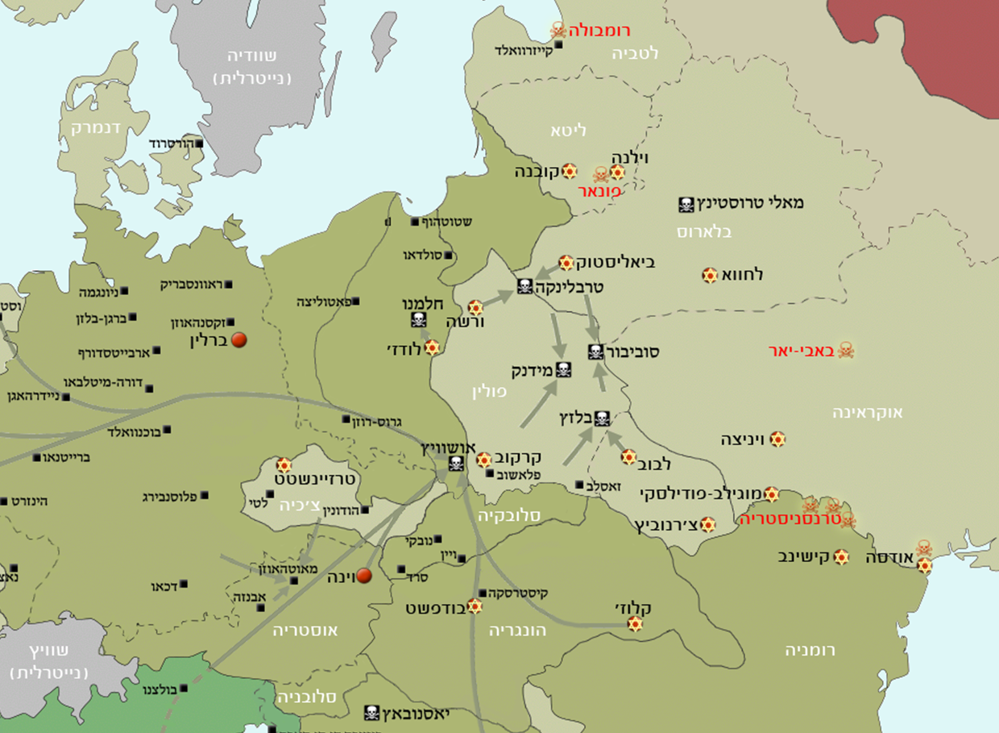 רומבולה
קייזרוואלד
לטביה
שוודיה
(נייטרלית)
דנמרק
ליטא
הורסרוד
וילנה
קובנה
פונאר
מאלי טרוסטינץ
בלארוס
שטוטהוף
סולדאו
ביאליסטוק
לחווא
טרבלינקה
ראוונסבריק
ניונגמה
פאטוליצה
חלמנו
ורשה
ברגן-בלזן
זקסנהאוזן
ברלין
לודז'
ארבייטסדורף
סוביבור
באבי-יאר
מידנק
דורה-מיטלבאו
ניידרהאגן
פולין
אוקראינה
בלזץ
גרוס-רוזן
בוכנוואלד
ויניצה
אושוויץ
ברייטנאו
קרקוב
לבוב
פלאשוב
טרזיינשטט
זאסלב
מוגילב-פודילסקי
פלוסנבירג
הינזרט
לטי
צ'כיה
הודונין
סלובקיה
טרנסניסטריה
צ'רנוביץ
נובקי
ויין
קישינב
אודסה
מאוטהאוזן
וינה
סרד
דכאו
אבנזה
קיסטרסקה
בודפשט
קלוז'
אוסטריה
הונגריה
רומניה
שוויץ
(נייטרלית)
בולצנו
סלובניה
יאסנובאץ